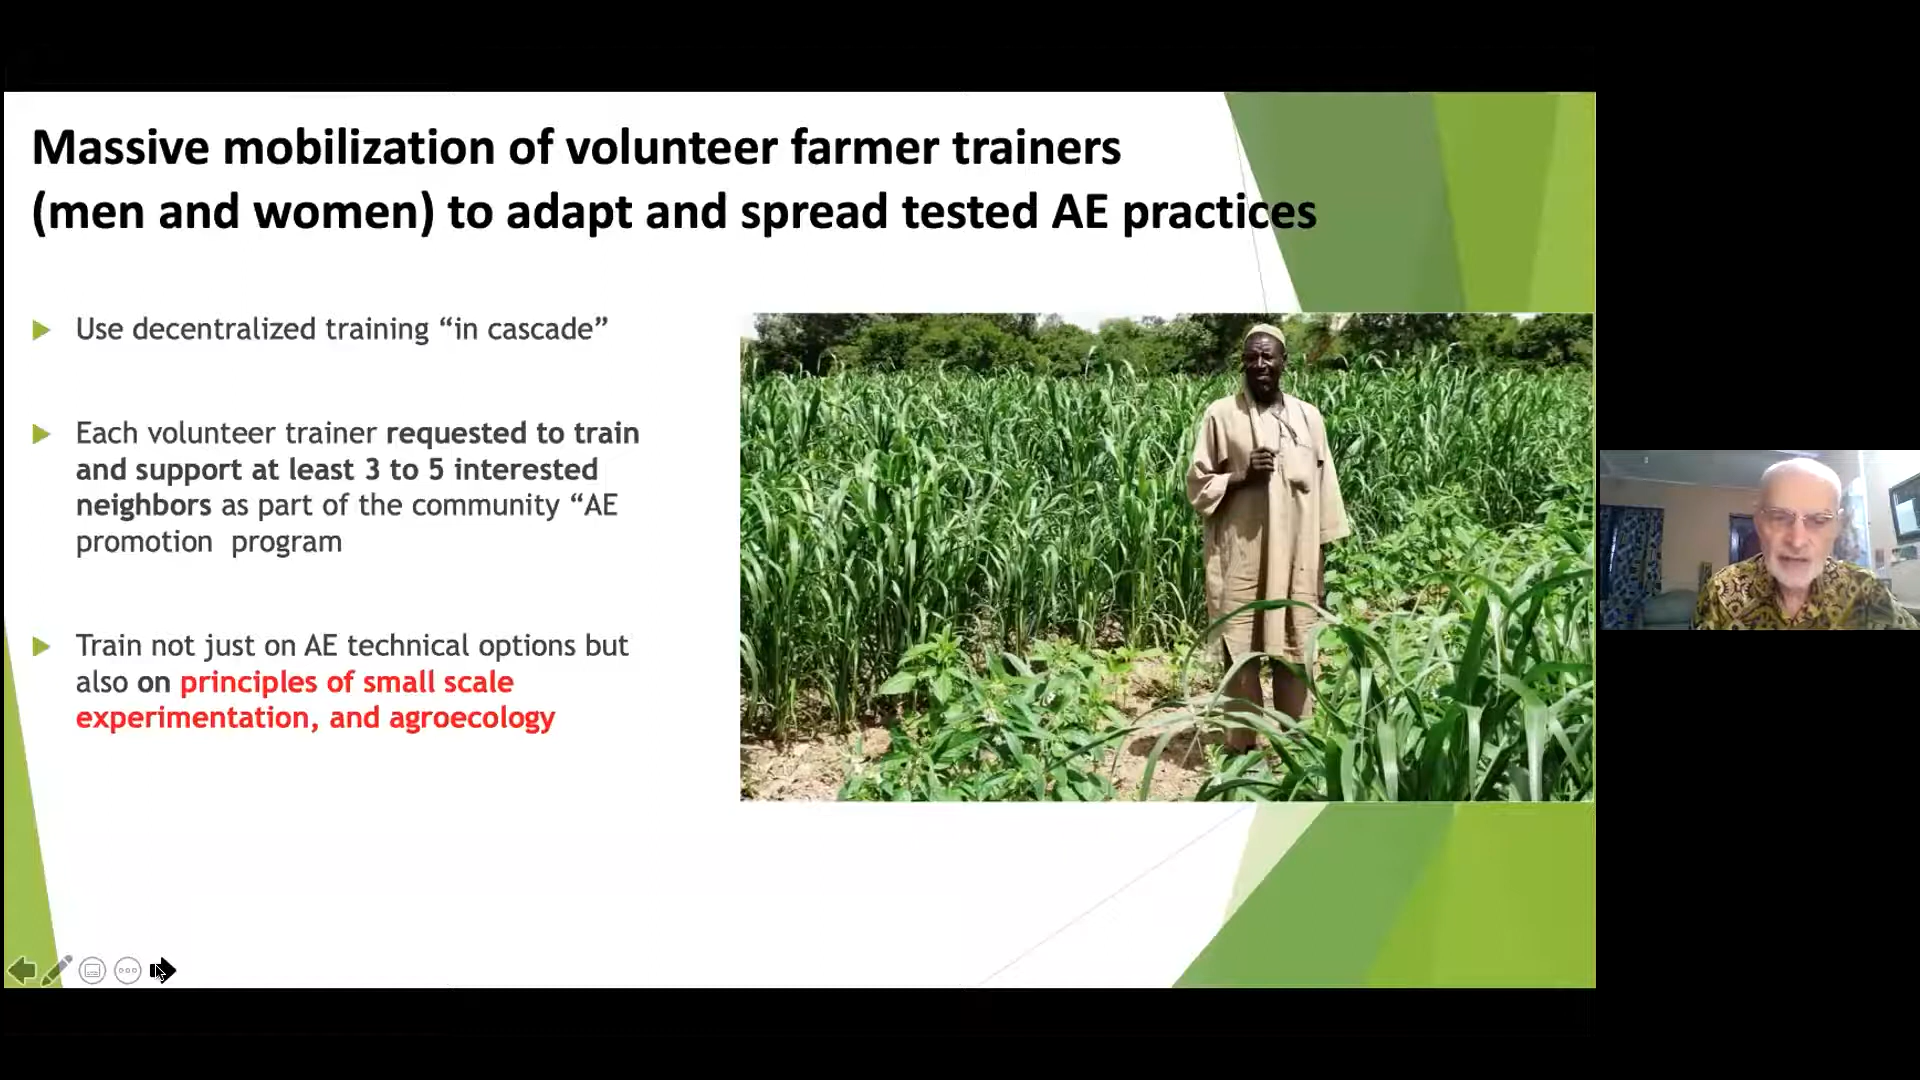 Massive mobilization of volunteer farmer trainers
(men and women) to adapt and spread tested AE practices
Use decentralized training “in cascade”
Each volunteer trainer requested to train
and support at least 3 to 5 interested
neighbors as part of the community “AE
promotion  program
Train not just on AE technical options but
also on principles of small scale
experimentation, and agroecology